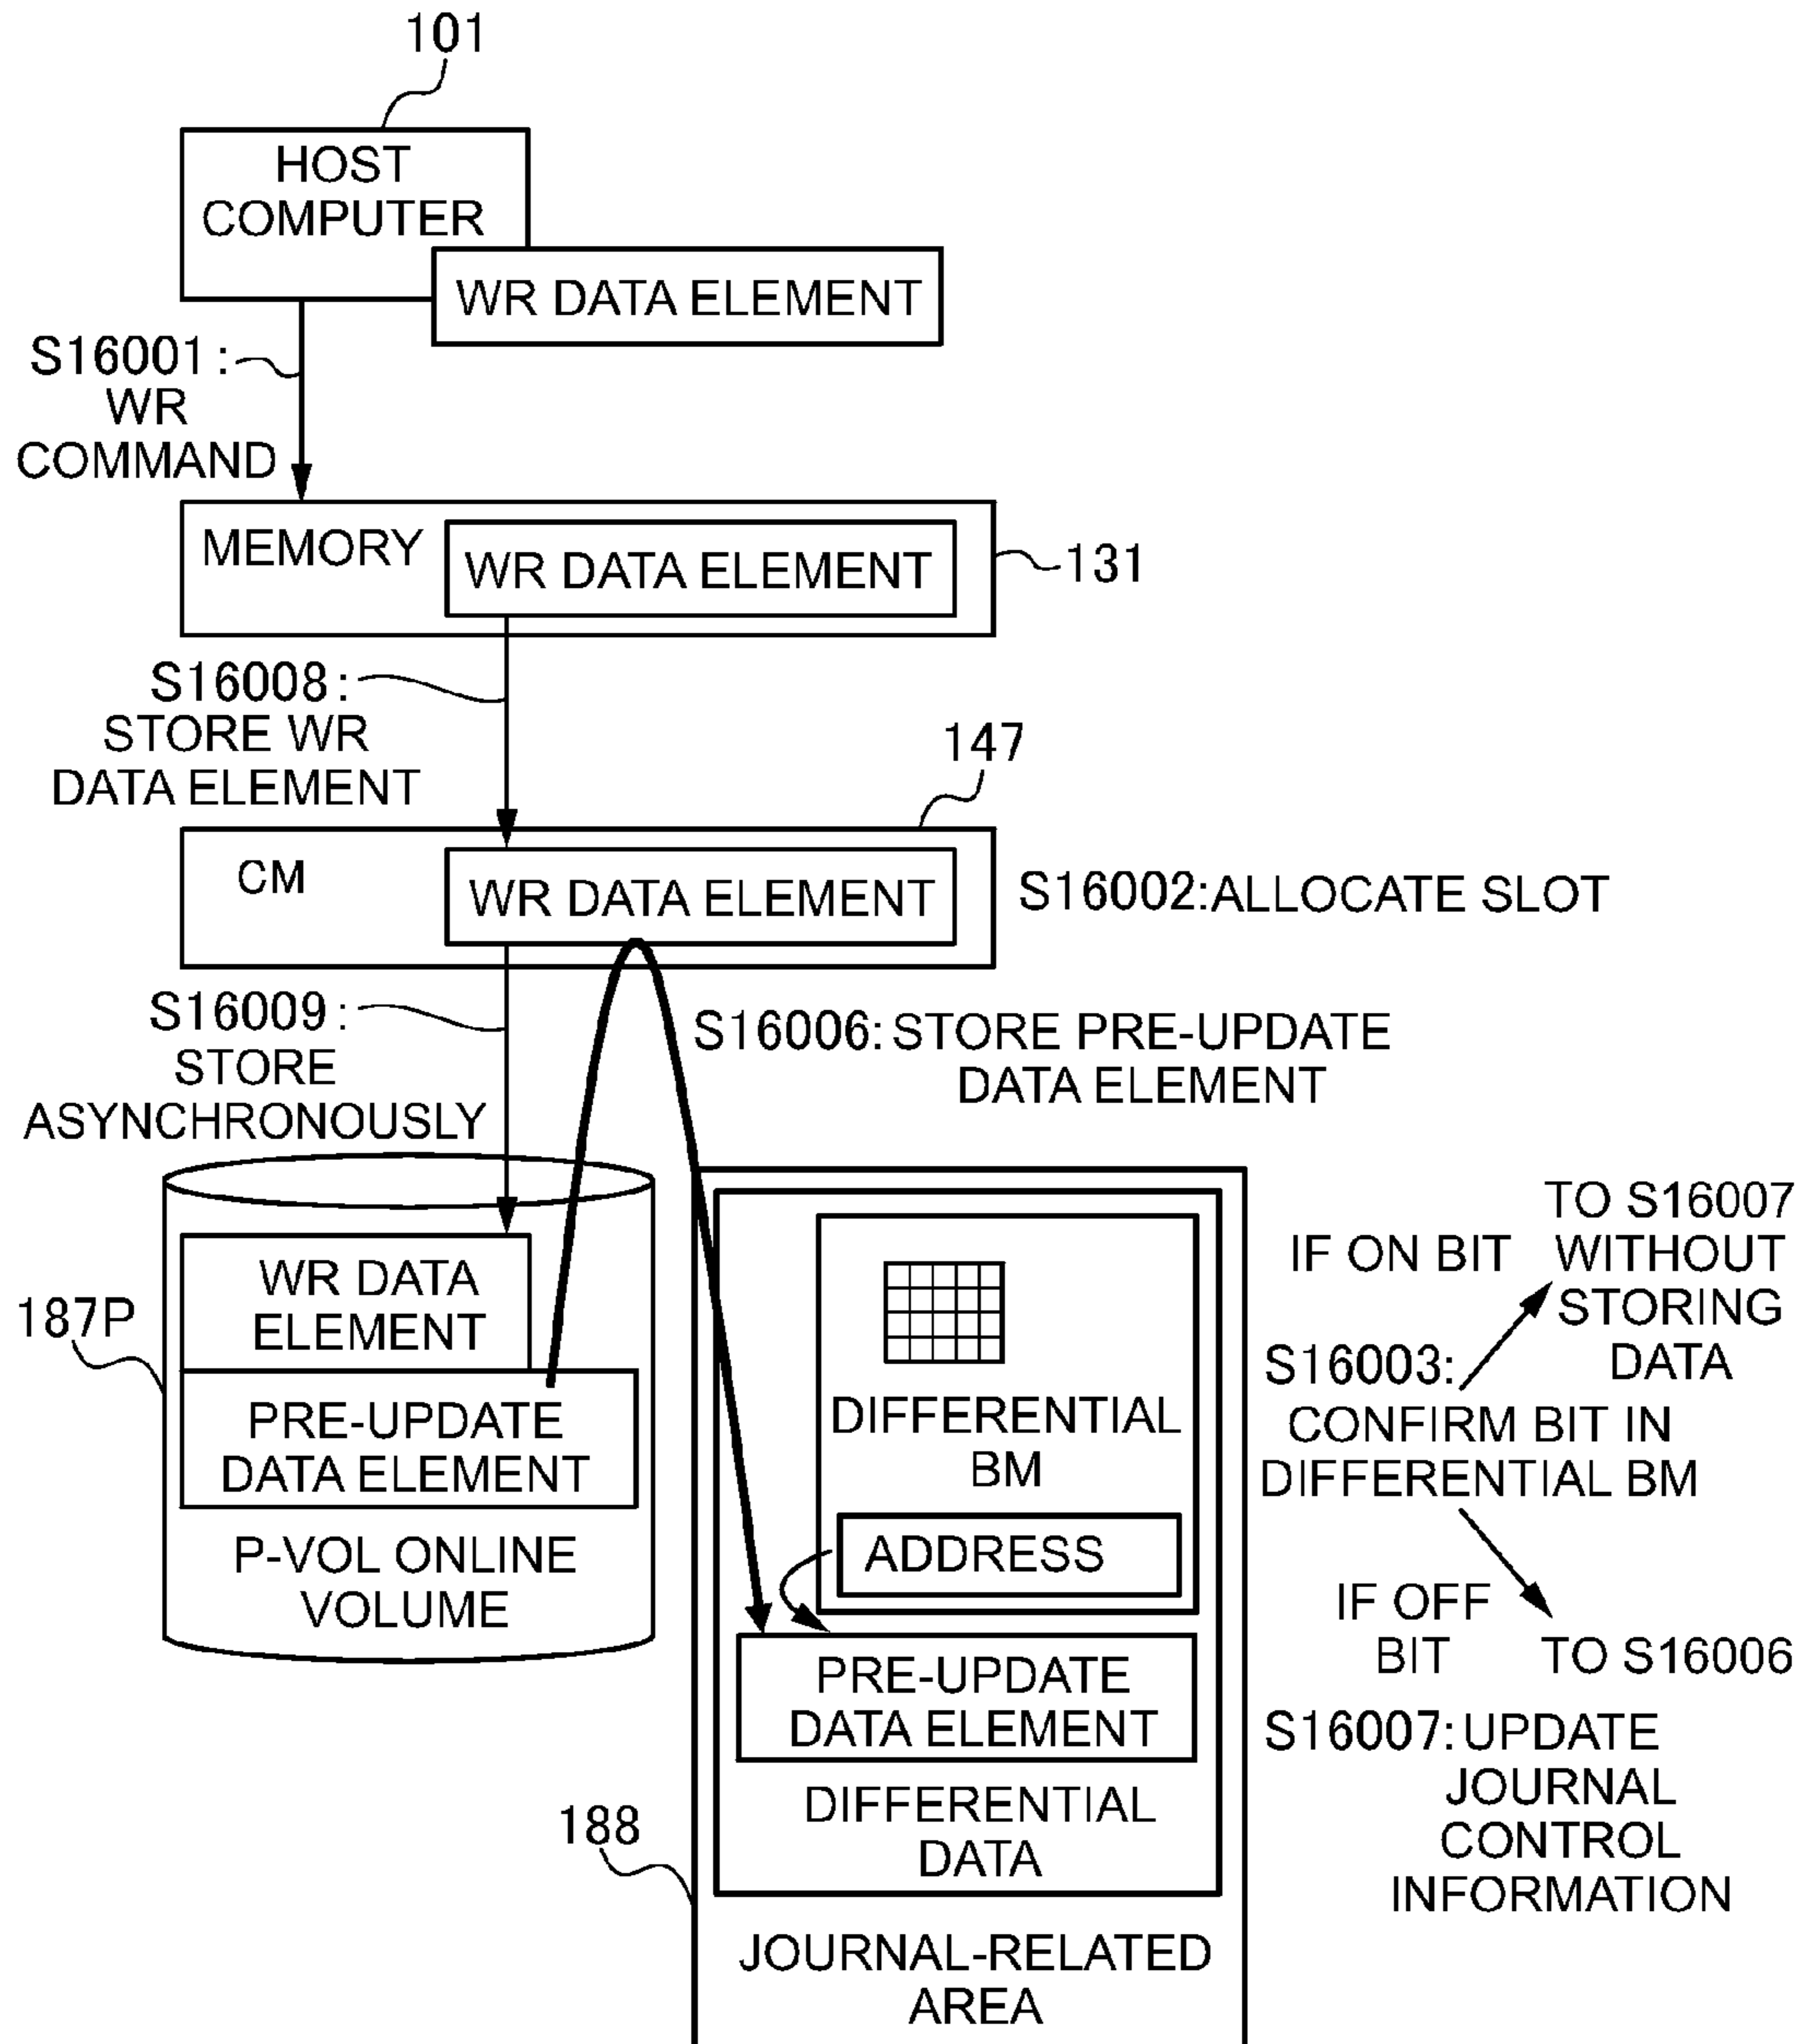 101
HOST
COMPUTER
WR DATA ELEMENT
S16001:
WR
COMMAND
MEMORY
WR DATA ELEMENT
131
S16008:
STORE WR
DATA ELEMENT
147
CM
WR DATA ELEMENT
S16002:ALLOCATE SLOT
S16009:
STORE
ASYNCHRONOUSLY
S16006: STORE PRE-UPDATE
DATA ELEMENT
WR DATA
ELEMENT
187P
PRE-UPDATE
DATA ELEMENT
P-VOL ONLINE
VOLUME
DIFFERENTIAL
BM
ADDRESS
PRE-UPDATE
DATA ELEMENT
DIFFERENTIAL
DATA
188
JOURNAL-RELATED
AREA
IF ON BIT
TO S16007
WITHOUT
STORING
DATA
S16003:
CONFIRM BIT IN
DIFFERENTIAL BM
IF OFF
BIT
TO S16006
S16007: UPDATE
JOURNAL
CONTROL
INFORMATION